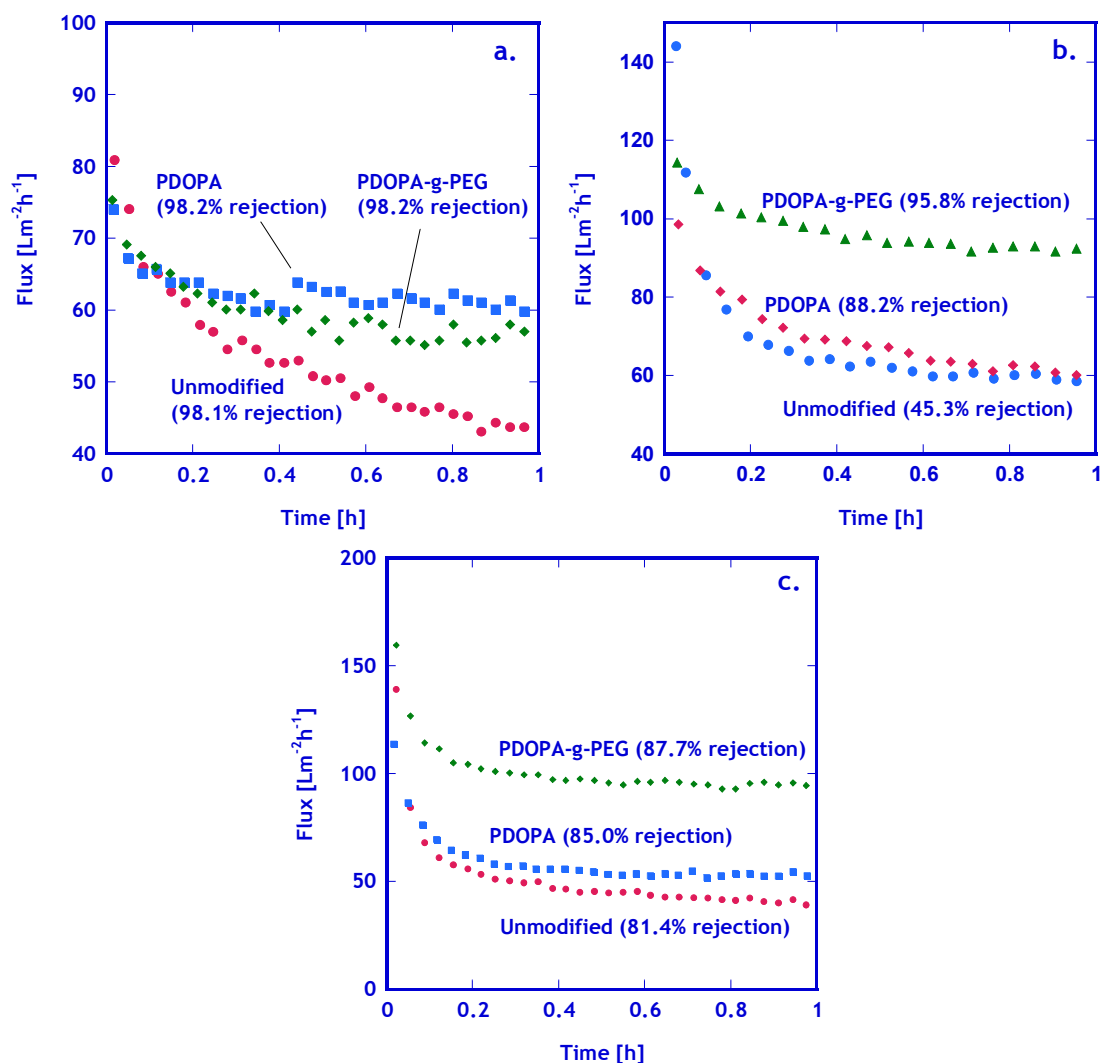 a.
100
90
80
70
60
50
40
Flux [Lm⁻²h⁻¹]
PDOPA
(98.2% rejection)
PDOPA-g-PEG
(98.2% rejection)
Unmodified
(98.1% rejection)
0 0.2 0.4 0.6 0.8 1
Time [h]
b.
140
120
100
80
60
40
Flux [Lm⁻²h⁻¹]
PDOPA-g-PEG (95.8% rejection)
PDOPA (88.2% rejection)
Unmodified (45.3% rejection)
0 0.2 0.4 0.6 0.8 1
Time [h]
c.
200
150
100
50
0
Flux [Lm⁻²h⁻¹]
PDOPA-g-PEG (87.7% rejection)
PDOPA (85.0% rejection)
Unmodified (81.4% rejection)
0 0.2 0.4 0.6 0.8 1
Time [h]